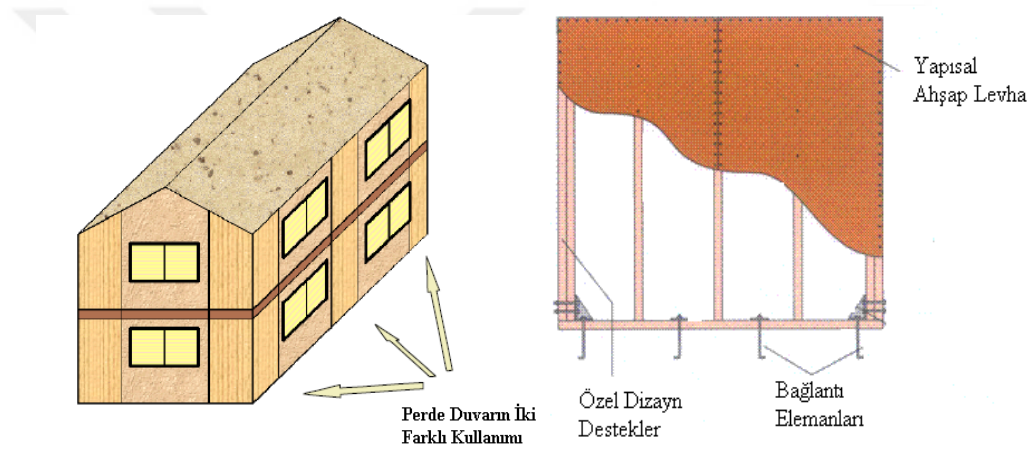 Yapısal
Ahşap Levha
Perde Duvarın İki
Farklı Kullanımı
Özel Dizayn
Destekler
Bağlantı
Elemanları